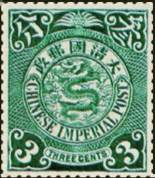 大清國郵政
CHINESE IMPERIAL POST
3 THREE CENTS 3